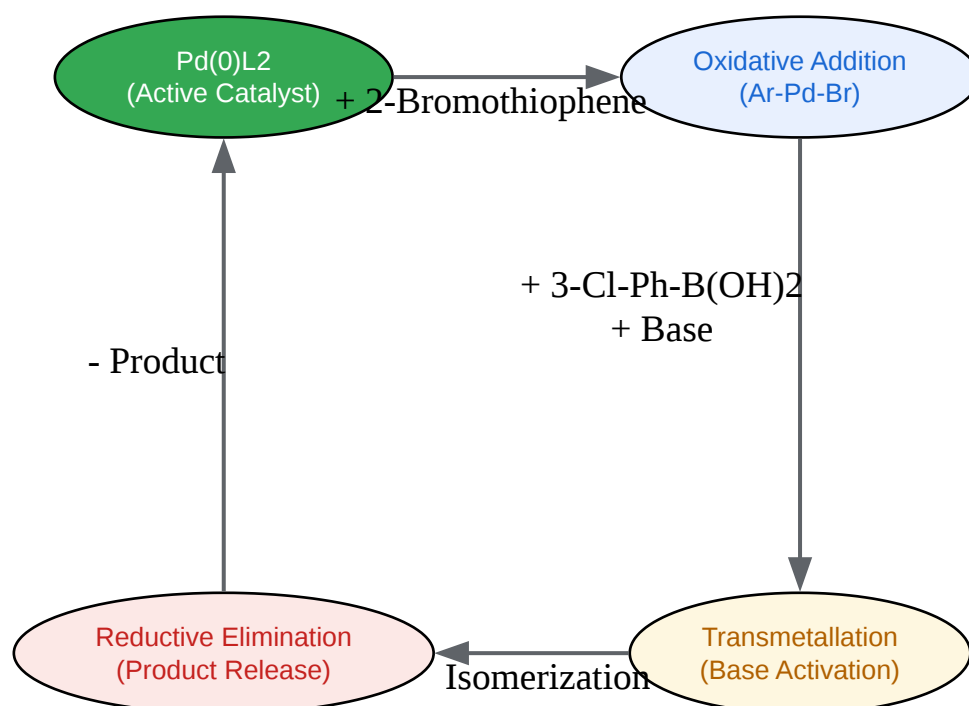 Pd(0)L2
(Active Catalyst)
+ 2-Bromothiophene
Oxidative Addition
(Ar-Pd-Br)
+ 3-Cl-Ph-B(OH)2
+ Base
- Product
Reductive Elimination
(Product Release)
Isomerization
Transmetallation
(Base Activation)